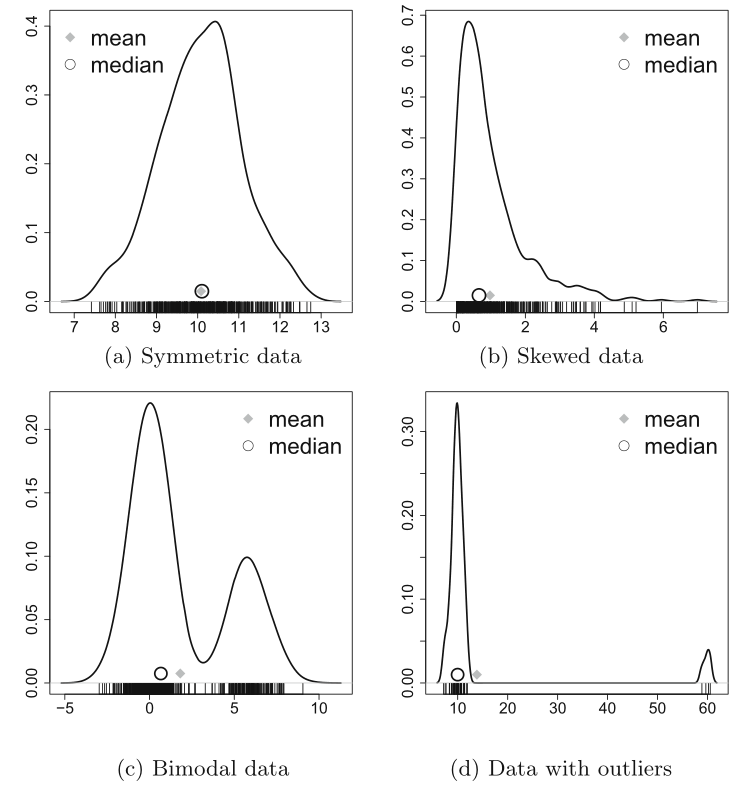 mean
median
0.0 0.1 0.2 0.3 0.4
7 8 9 10 11 12 13
(a) Symmetric data
mean
median
0.0 0.1 0.2 0.3 0.4 0.5 0.6 0.7
0 2 4 6
(b) Skewed data
mean
median
0.00 0.05 0.10 0.15 0.20
−5 0 5 10
(c) Bimodal data
mean
median
0.00 0.10 0.20 0.30
10 20 30 40 50 60
(d) Data with outliers